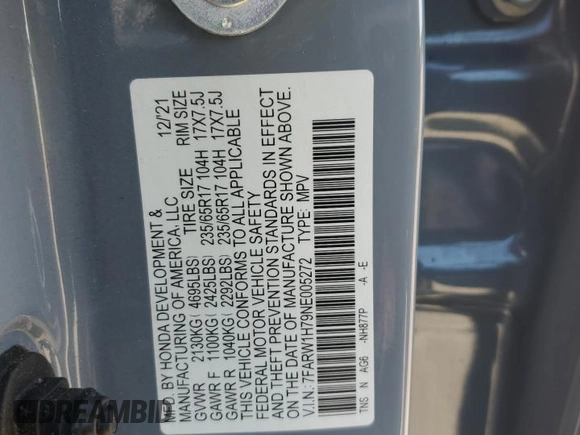 MFD. BY HONDA DEVELOPMENT &
MANUFACTURING OF AMERICA, LLC 12/'21
TIRE SIZE RIM SIZE
GVWR 2130KG( 4695LBS)
GAWR F 1100KG( 2425LBS) 235/65R17 104H 17X7.5J
GAWR R 1040KG( 2292LBS) 235/65R17 104H 17X7.5J
THIS VEHICLE CONFORMS TO ALL APPLICABLE
FEDERAL MOTOR VEHICLE SAFETY
AND THEFT PREVENTION STANDARDS IN EFFECT
ON THE DATE OF MANUFACTURE SHOWN ABOVE.
V.I.N.: 7FARW1H79NE005272 TYPE: MPV
TNS N AG6 -NH877P -A -E
DREAMBID